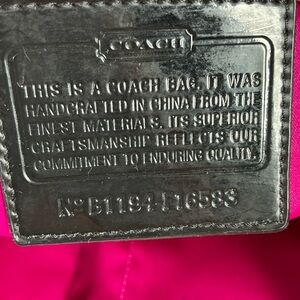 COACH
THIS IS A COACH BAG. IT WAS
HANDCRAFTED IN CHINA FROM THE
FINEST MATERIALS. ITS SUPERIOR
CRAFTSMANSHIP REFLECTS OUR
COMMITMENT TO ENDURING QUALITY.
Nº B1194-F16583